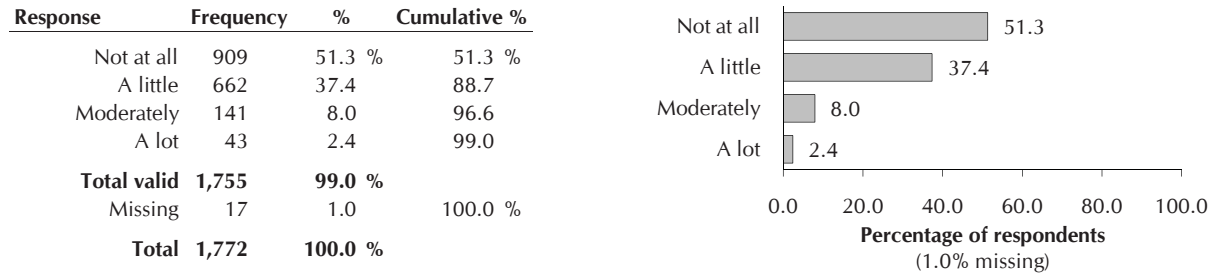 Response Frequency % Cumulative %
Not at all 909 51.3 % 51.3 %
A little 662 37.4 88.7
Moderately 141 8.0 96.6
A lot 43 2.4 99.0
Total valid 1,755 99.0 %
Missing 17 1.0 100.0 %
Total 1,772 100.0 %
Not at all 51.3
A little 37.4
Moderately 8.0
A lot 2.4
0.0 20.0 40.0 60.0 80.0 100.0
Percentage of respondents
(1.0% missing)